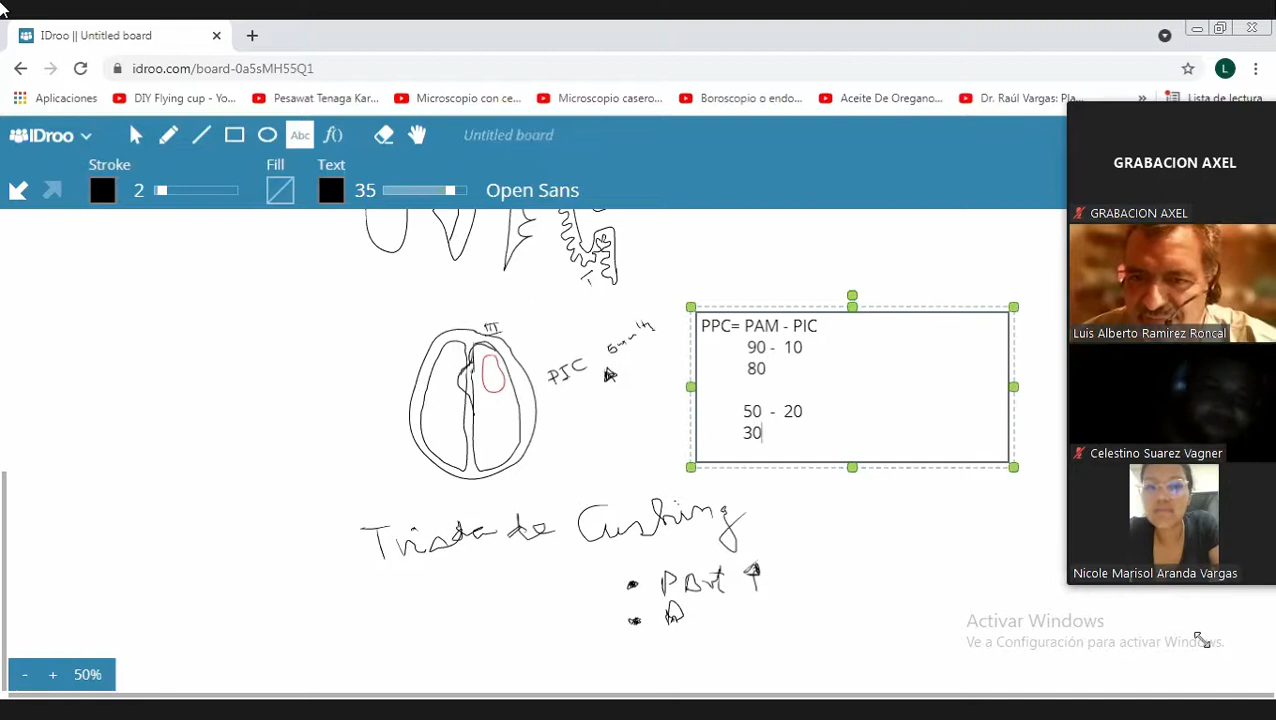 IDroo || Untitled board
idroo.com/board-0a5sMH55Q1
L
Aplicaciones
DIY Flying cup - Yo...
Pesawat Tenaga Kar...
Microscopio con ce...
Microscopio casero...
Boroscopio o endo...
Aceite De Oregano...
Dr. Raúl Vargas: Pla...
»
Lista de lectura
IDroo
Abc
f()
Untitled board
Stroke
Fill
Text
2
35
Open Sans
GRABACION AXEL
GRABACION AXEL
Luis Alberto Ramirez Roncal
Celestino Suarez Vagner
Nicole Marisol Aranda Vargas
III
PIC
PPC= PAM - PIC
90 - 10
80
50 - 20
30
de Cushing
Activar Windows
Ve a Configuración para activar Windows.
- + 50%